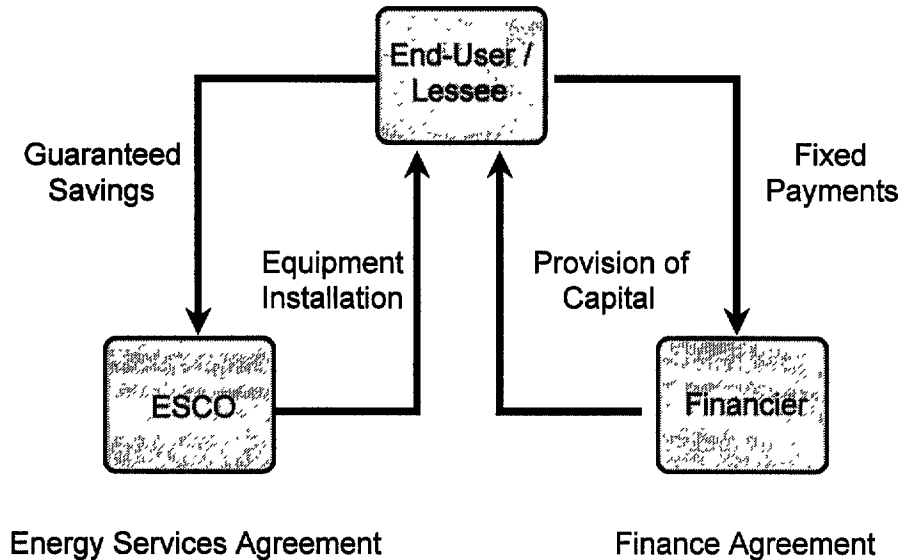 End-User /
Lessee
Guaranteed
Savings
Fixed
Payments
Equipment
Installation
Provision of
Capital
ESCO
Financier
Energy Services Agreement
Finance Agreement